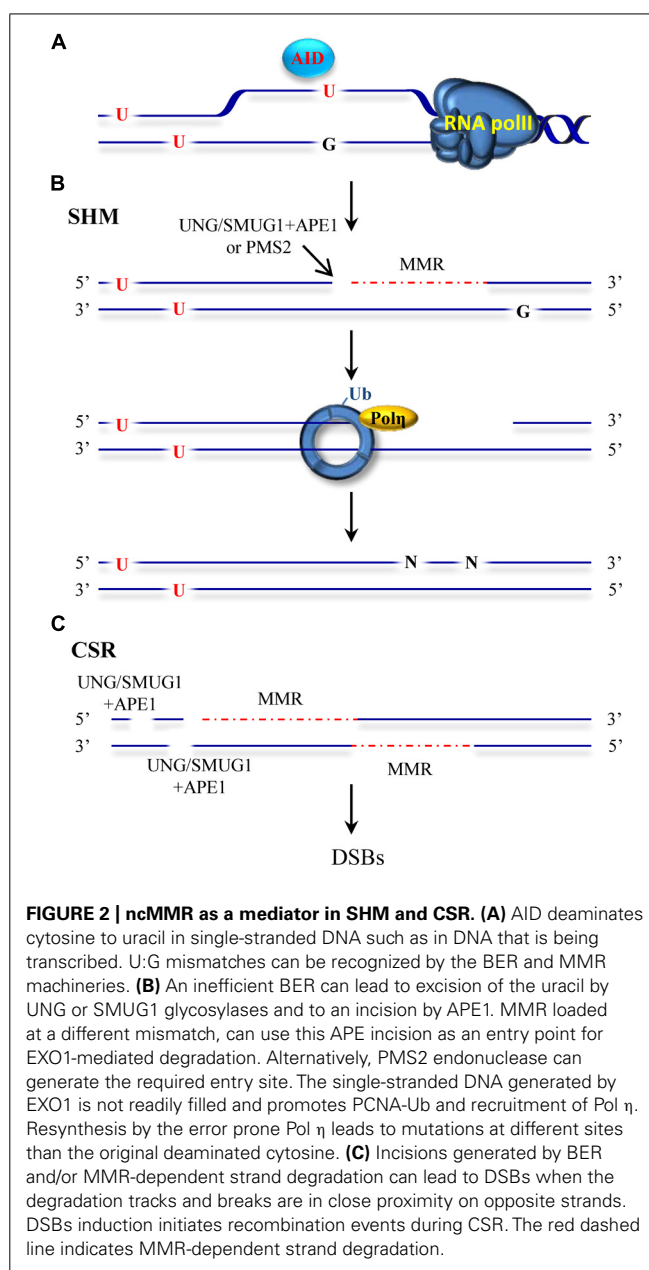 A
AID
U
U
RNA polII
U
G
B
SHM
UNG/SMUG1+APE1
or PMS2
MMR
5' U 3'
3' U G 5'
Ub
Polη
5' U 3'
3' U 5'
5' U N N 3'
3' U 5'
C
CSR
UNG/SMUG1
+APE1
MMR
5' 3'
3' 5'
UNG/SMUG1
+APE1
MMR
DSBs
FIGURE 2 | ncMMR as a mediator in SHM and CSR. (A) AID deaminates
cytosine to uracil in single-stranded DNA such as in DNA that is being
transcribed. U:G mismatches can be recognized by the BER and MMR
machineries. (B) An inefficient BER can lead to excision of the uracil by
UNG or SMUG1 glycosylases and to an incision by APE1. MMR loaded
at a different mismatch, can use this APE incision as an entry point for
EXO1-mediated degradation. Alternatively, PMS2 endonuclease can
generate the required entry site. The single-stranded DNA generated by
EXO1 is not readily filled and promotes PCNA-Ub and recruitment of Pol η.
Resynthesis by the error prone Pol η leads to mutations at different sites
than the original deaminated cytosine. (C) Incisions generated by BER
and/or MMR-dependent strand degradation can lead to DSBs when the
degradation tracks and breaks are in close proximity on opposite strands.
DSBs induction initiates recombination events during CSR. The red dashed
line indicates MMR-dependent strand degradation.